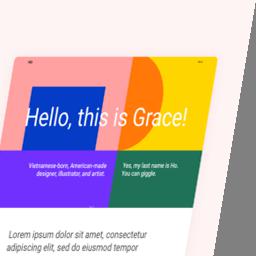 Hello, this is Grace!
Vietnamese-born, American-made
designer, illustrator, and artist.
Yes, my last name is Ho.
You can giggle.
Lorem ipsum dolor sit amet, consectetur
adipiscing elit, sed do eiusmod tempor